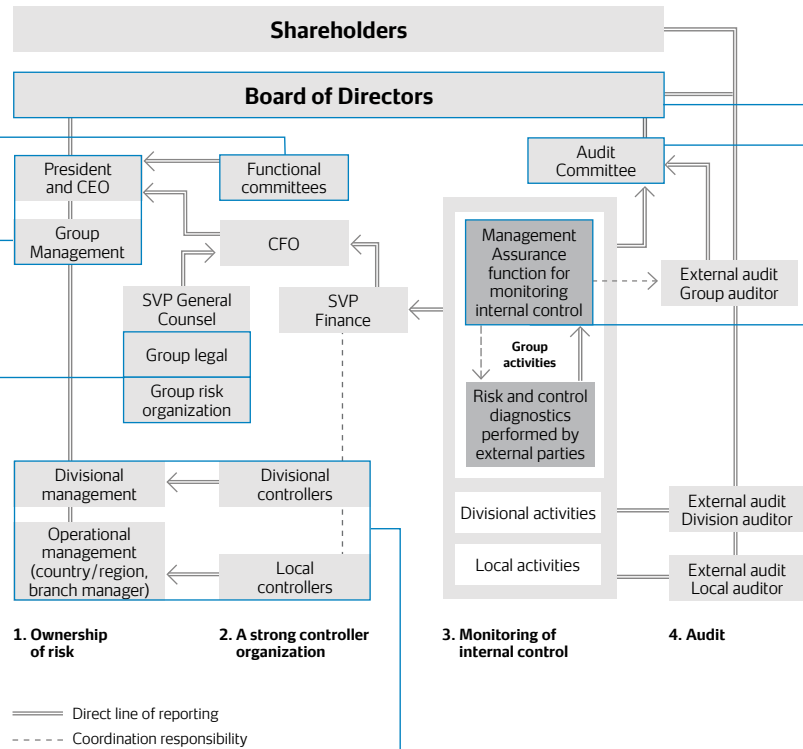 Shareholders
Board of Directors
President
and CEO
Group
Management
Functional
committees
CFO
SVP General
Counsel
Group legal
Group risk
organization
SVP
Finance
Divisional
management
Divisional
controllers
Operational
management
(country/region,
branch manager)
Local
controllers
Audit
Committee
Management
Assurance
function for
monitoring
internal control
Group
activities
Risk and control
diagnostics
performed by
external parties
Divisional activities
Local activities
External audit
Group auditor
External audit
Division auditor
External audit
Local auditor
1. Ownership
of risk
2. A strong controller
organization
3. Monitoring of
internal control
4. Audit
Direct line of reporting
Coordination responsibility